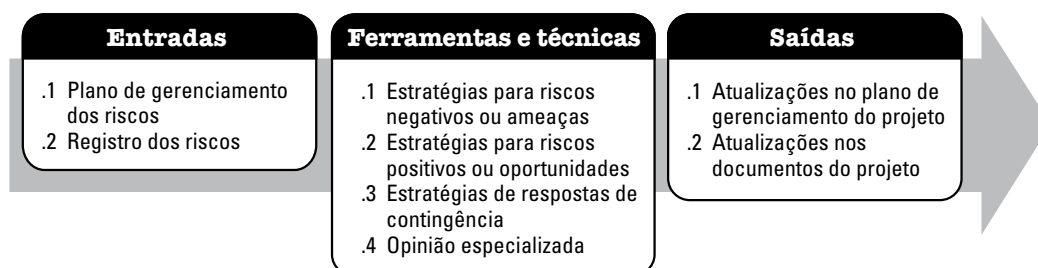 Entradas
.1 Plano de gerenciamento
dos riscos
.2 Registro dos riscos
Ferramentas e técnicas
.1 Estratégias para riscos
negativos ou ameaças
.2 Estratégias para riscos
positivos ou oportunidades
.3 Estratégias de respostas de
contingência
.4 Opinião especializada
Saídas
.1 Atualizações no plano de
gerenciamento do projeto
.2 Atualizações nos
documentos do projeto